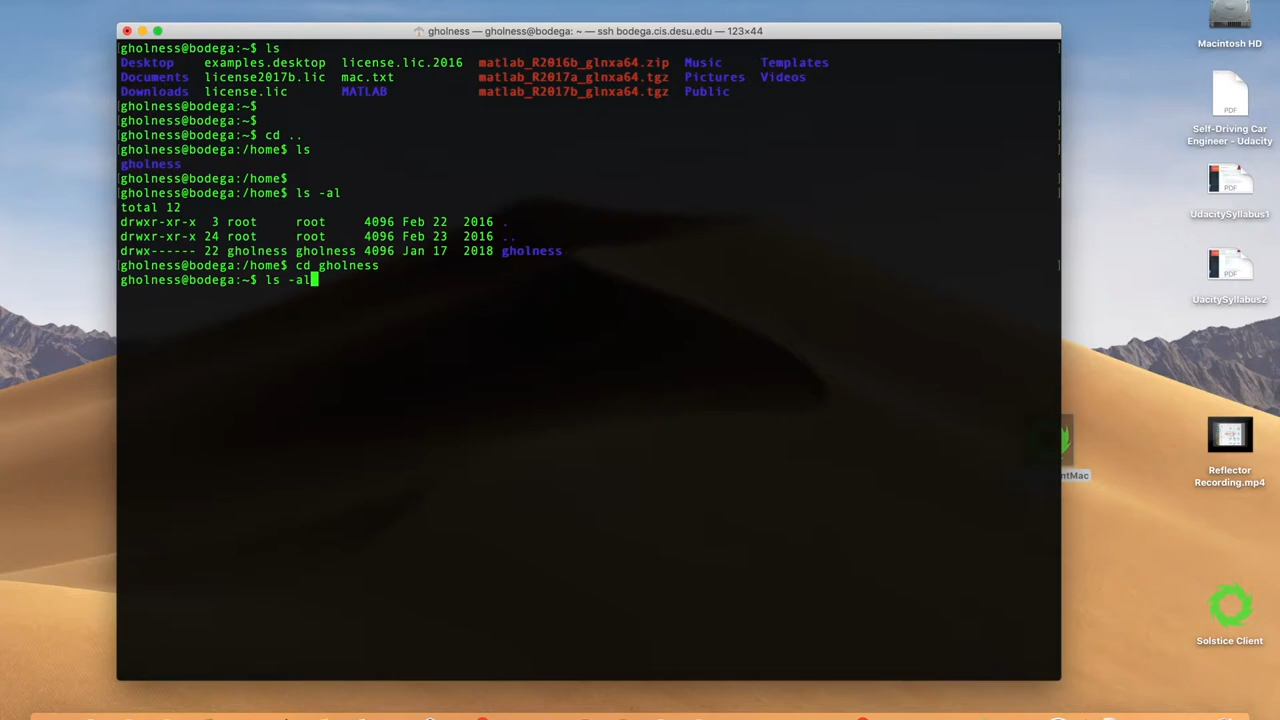 gholness — gholness@bodega: ~ — ssh bodega.cis.desu.edu — 123×44
gholness@bodega:~$ ls
Desktop    examples.desktop  license.lic.2016  matlab_R2016b_glnxa64.zip  Music     Templates
Documents  license2017b.lic  mac.txt           matlab_R2017a_glnxa64.tgz  Pictures  Videos
Downloads  license.lic       MATLAB            matlab_R2017b_glnxa64.tgz  Public
gholness@bodega:~$
gholness@bodega:~$
gholness@bodega:~$ cd ..
gholness@bodega:/home$ ls
gholness
gholness@bodega:/home$
gholness@bodega:/home$ ls -al
total 12
drwxr-xr-x  3 root     root     4096 Feb 22  2016 .
drwxr-xr-x 24 root     root     4096 Feb 23  2016 ..
drwx------ 22 gholness gholness 4096 Jan 17  2018 gholness
gholness@bodega:/home$ cd gholness
gholness@bodega:~$ ls -al
Macintosh HD
PDF
Self-Driving Car
Engineer - Udacity
PDF
UdacitySyllabus1
PDF
UacitySyllabus2
ntMac
Reflector
Recording.mp4
Solstice Client